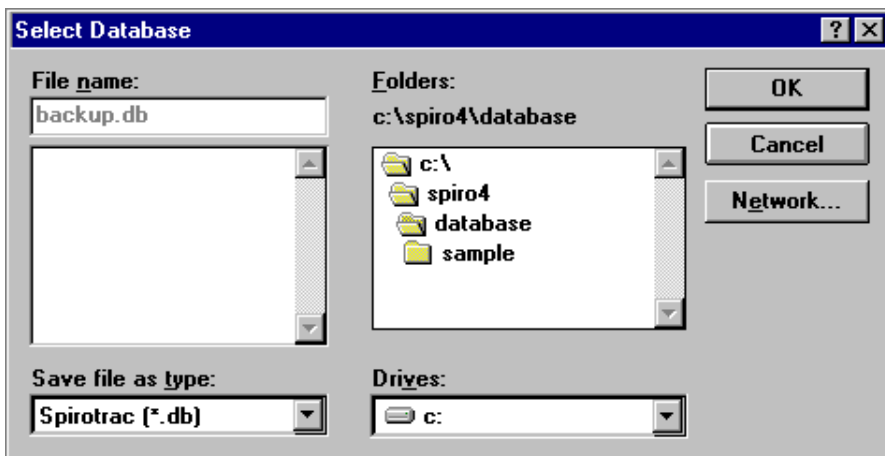 Select Database
File name:
backup.db
Folders:
c:\spiro4\database
c:\
spiro4
database
sample
OK
Cancel
Network...
Save file as type:
Spirotrac (*.db)
Drives:
c: